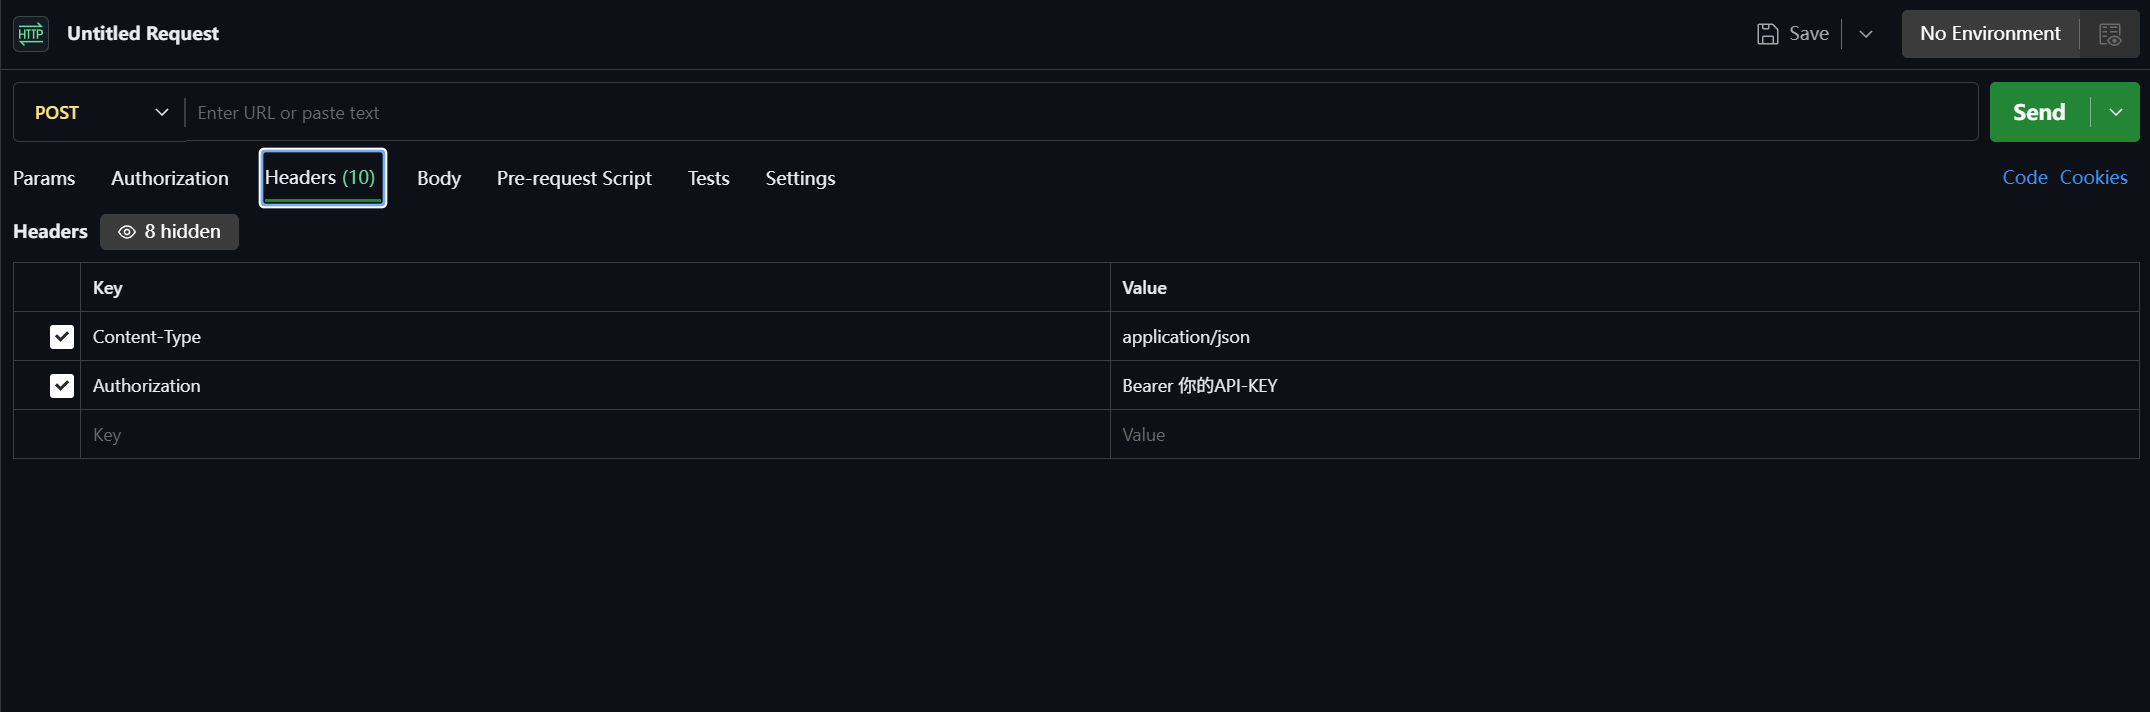 HTTP Untitled Request Save No Environment
POST Enter URL or paste text Send
Params Authorization Headers (10) Body Pre-request Script Tests Settings Code Cookies
Headers 8 hidden
Key Value
Content-Type application/json
Authorization Bearer 你的API-KEY
Key Value